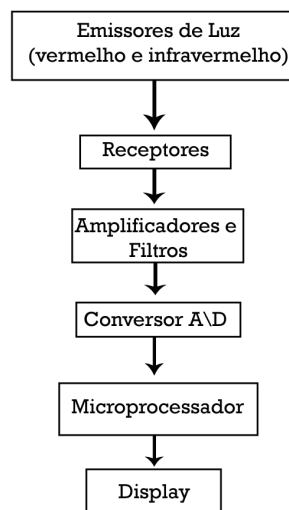 Emissores de Luz
(vermelho e infravermelho)
Receptores
Amplificadores e
Filtros
Conversor A\D
Microprocessador
Display